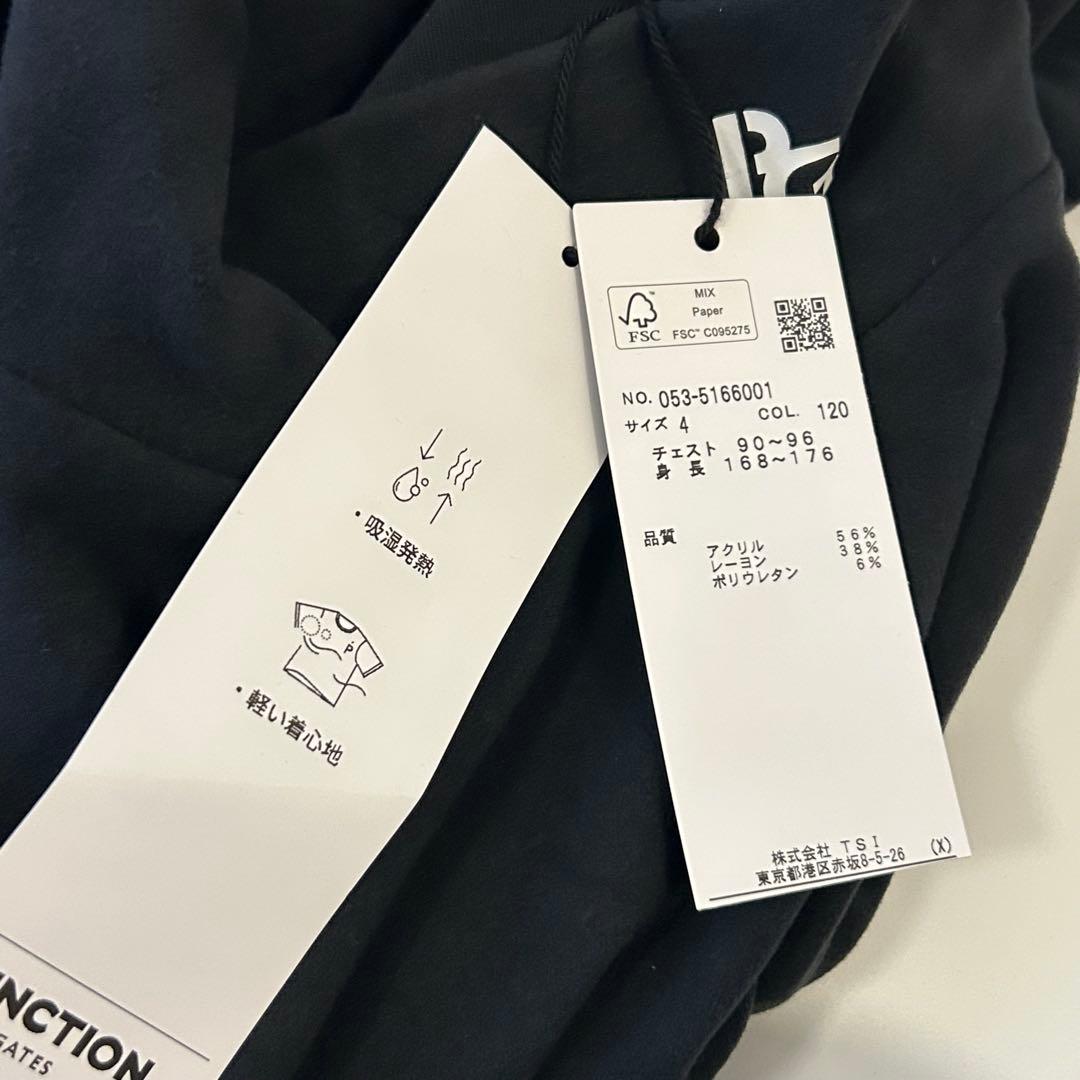 MIX
Paper
FSC™ C095275
FSC
NO. 053-5166001
サイズ 4 COL. 120
チェスト 90〜96
身長 168〜176
品質
アクリル 56%
レーヨン 38%
ポリウレタン 6%
株式会社 TSI
東京都港区赤坂8-5-26 (X)
・吸湿発熱
・軽い着心地
NCTION
GATES